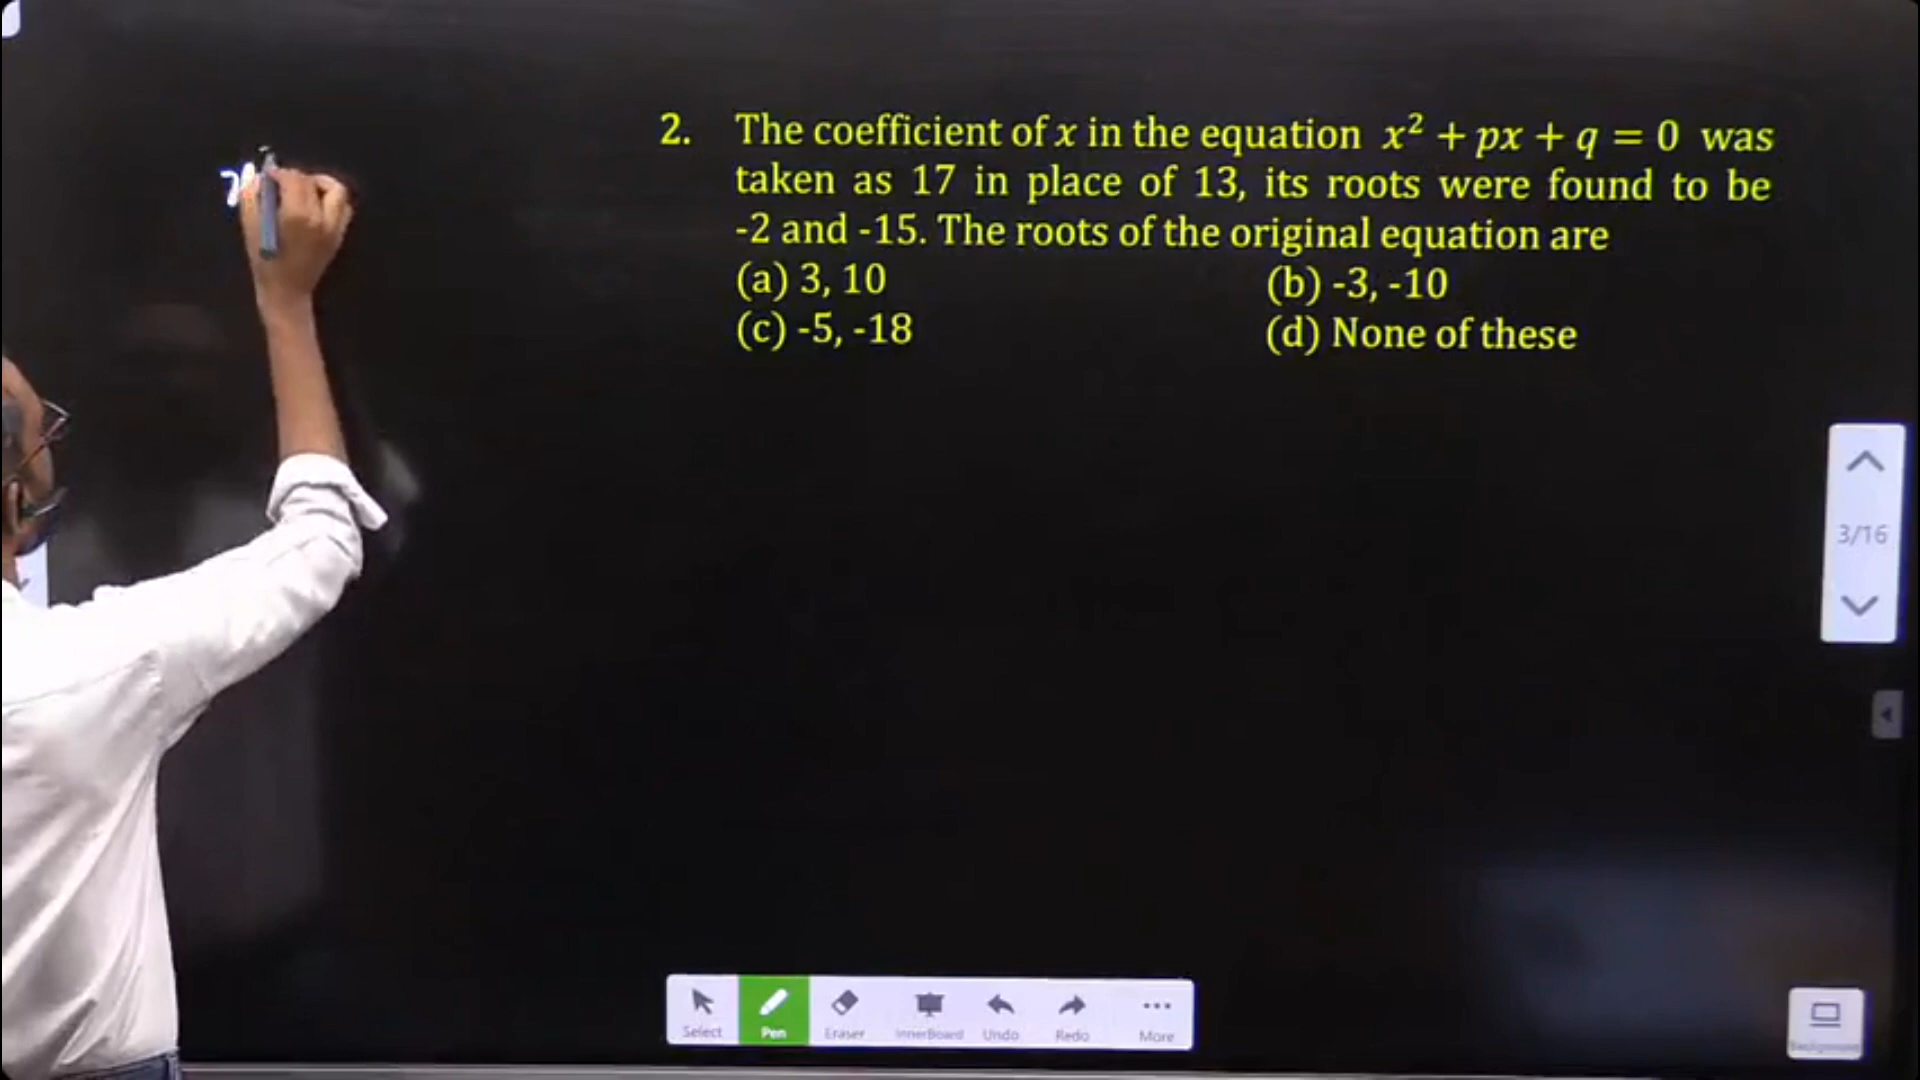 2. The coefficient of x in the equation x² + px + q = 0 was
taken as 17 in place of 13, its roots were found to be
-2 and -15. The roots of the original equation are
(a) 3, 10 (b) -3, -10
(c) -5, -18 (d) None of these
3/16
Select Pen Eraser InnerBoard Undo Redo More